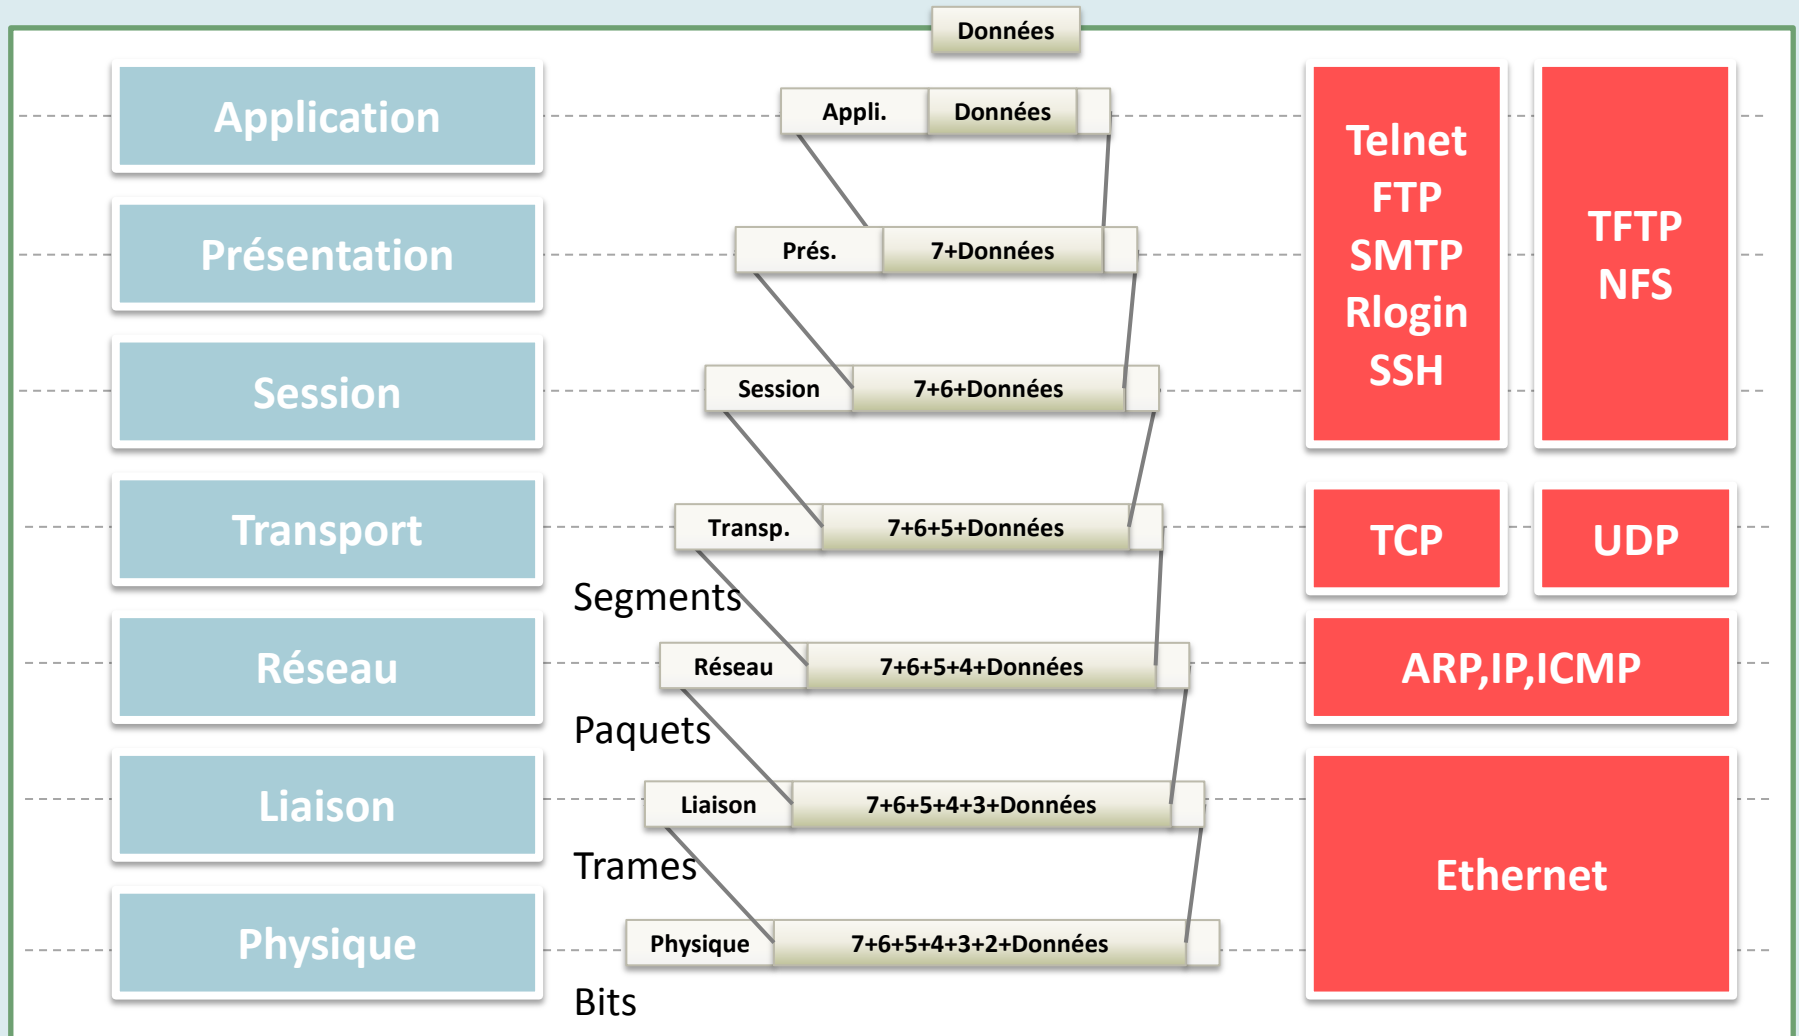 Données
Application
Appli.
Données
Présentation
Prés.
7+Données
Session
Session
7+6+Données
Telnet
FTP
SMTP
Rlogin
SSH
TFTP
NFS
Transport
Transp.
7+6+5+Données
TCP
UDP
Segments
Réseau
Réseau
7+6+5+4+Données
ARP,IP,ICMP
Paquets
Liaison
Liaison
7+6+5+4+3+Données
Trames
Ethernet
Physique
Physique
7+6+5+4+3+2+Données
Bits